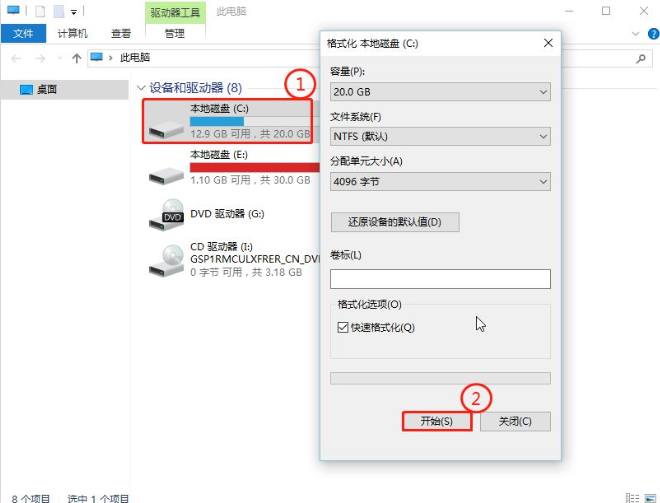 驱动器工具
此电脑
文件
计算机
查看
管理
此电脑
桌面
设备和驱动器 (8)
①
本地磁盘 (C:)
12.9 GB 可用，共 20.0 GB
本地磁盘 (E:)
1.10 GB 可用，共 30.0 GB
DVD
DVD 驱动器 (G:)
CD 驱动器 (I:)
GSP1RMCULXFRER_CN_DV
0 字节 可用，共 3.18 GB
格式化 本地磁盘 (C:)
容量(P):
20.0 GB
文件系统(F)
NTFS (默认)
分配单元大小(A)
4096 字节
还原设备的默认值(D)
卷标(L)
格式化选项(O)
快速格式化(Q)
②
开始(S)
关闭(C)
8 个项目
选中 1 个项目